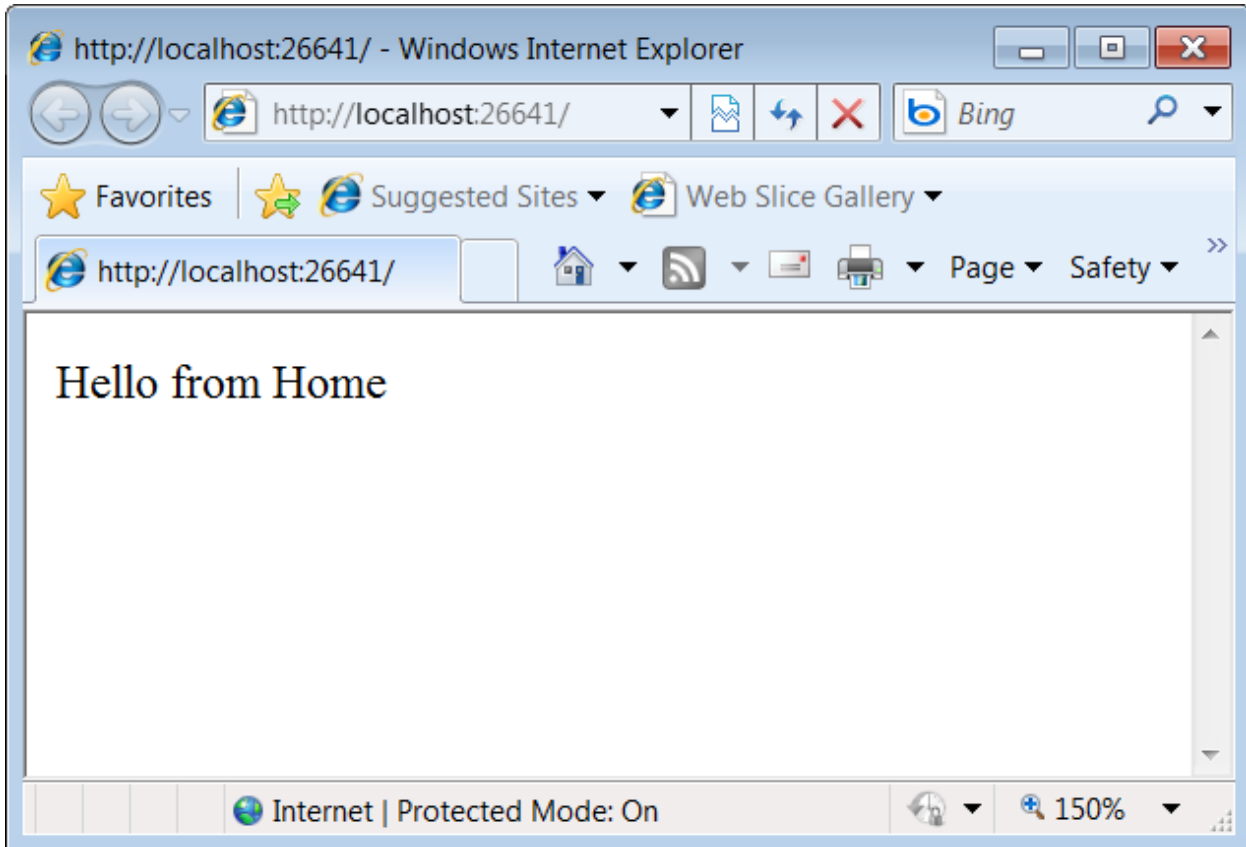 http://localhost:26641/ - Windows Internet Explorer
http://localhost:26641/ Bing
Favorites Suggested Sites Web Slice Gallery
http://localhost:26641/ Page Safety »
Hello from Home
Internet | Protected Mode: On 150%